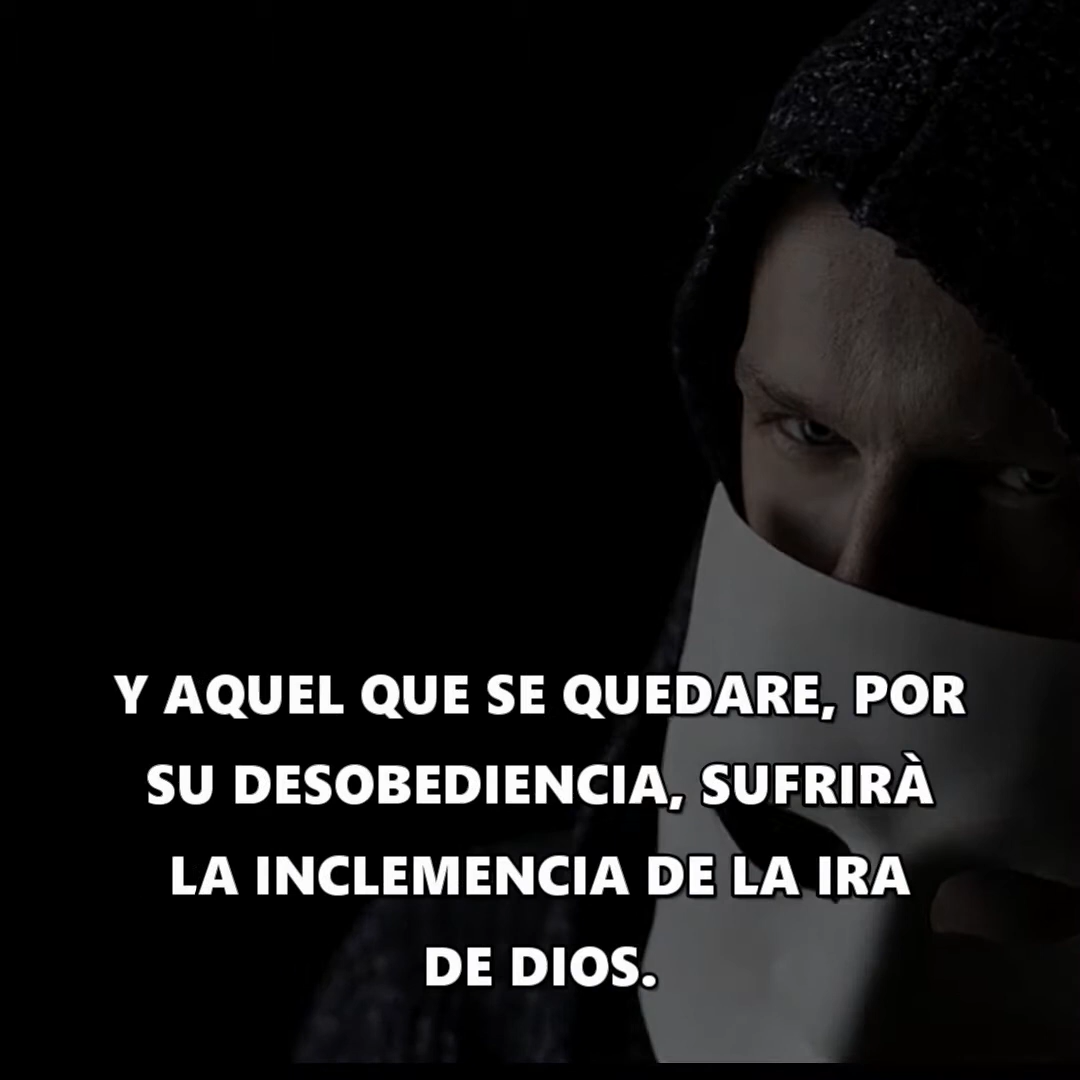 Y AQUEL QUE SE QUEDARE, POR
SU DESOBEDIENCIA, SUFRIRÀ
LA INCLEMENCIA DE LA IRA
DE DIOS.